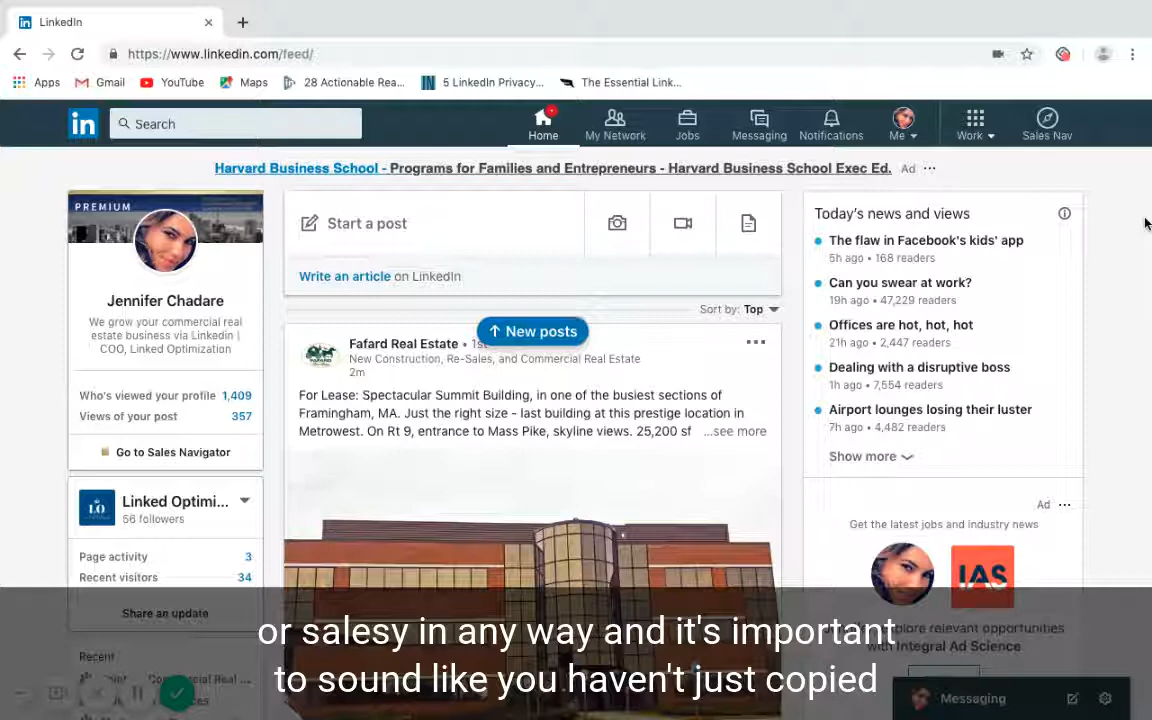 LinkedIn
https://www.linkedin.com/feed/
Apps
Gmail
YouTube
Maps
28 Actionable Rea...
5 LinkedIn Privacy...
The Essential Link...
in
Search
Home
My Network
Jobs
Messaging
Notifications
Me
Work
Sales Nav
Harvard Business School - Programs for Families and Entrepreneurs - Harvard Business School Exec Ed. Ad
PREMIUM
Jennifer Chadare
We grow your commercial real
estate business via Linkedin |
COO, Linked Optimization
Who's viewed your profile 1,409
Views of your post 357
Go to Sales Navigator
LO
Linked Optimi...
56 followers
Page activity 3
Recent visitors 34
Share an update
Recent
Start a post
Write an article on LinkedIn
Sort by: Top
New posts
Fafard Real Estate • 1st
New Construction, Re-Sales, and Commercial Real Estate
2m
For Lease: Spectacular Summit Building, in one of the busiest sections of
Framingham, MA. Just the right size - last building at this prestige location in
Metrowest. On Rt 9, entrance to Mass Pike, skyline views. 25,200 sf ...see more
Today's news and views
The flaw in Facebook's kids' app
5h ago • 168 readers
Can you swear at work?
19h ago • 47,229 readers
Offices are hot, hot, hot
21h ago • 2,447 readers
Dealing with a disruptive boss
1h ago • 7,554 readers
Airport lounges losing their luster
7h ago • 4,482 readers
Show more
Ad
Get the latest jobs and industry news
IAS
explore relevant opportunities
with Integral Ad Science
Messaging
or salesy in any way and it's important
to sound like you haven't just copied